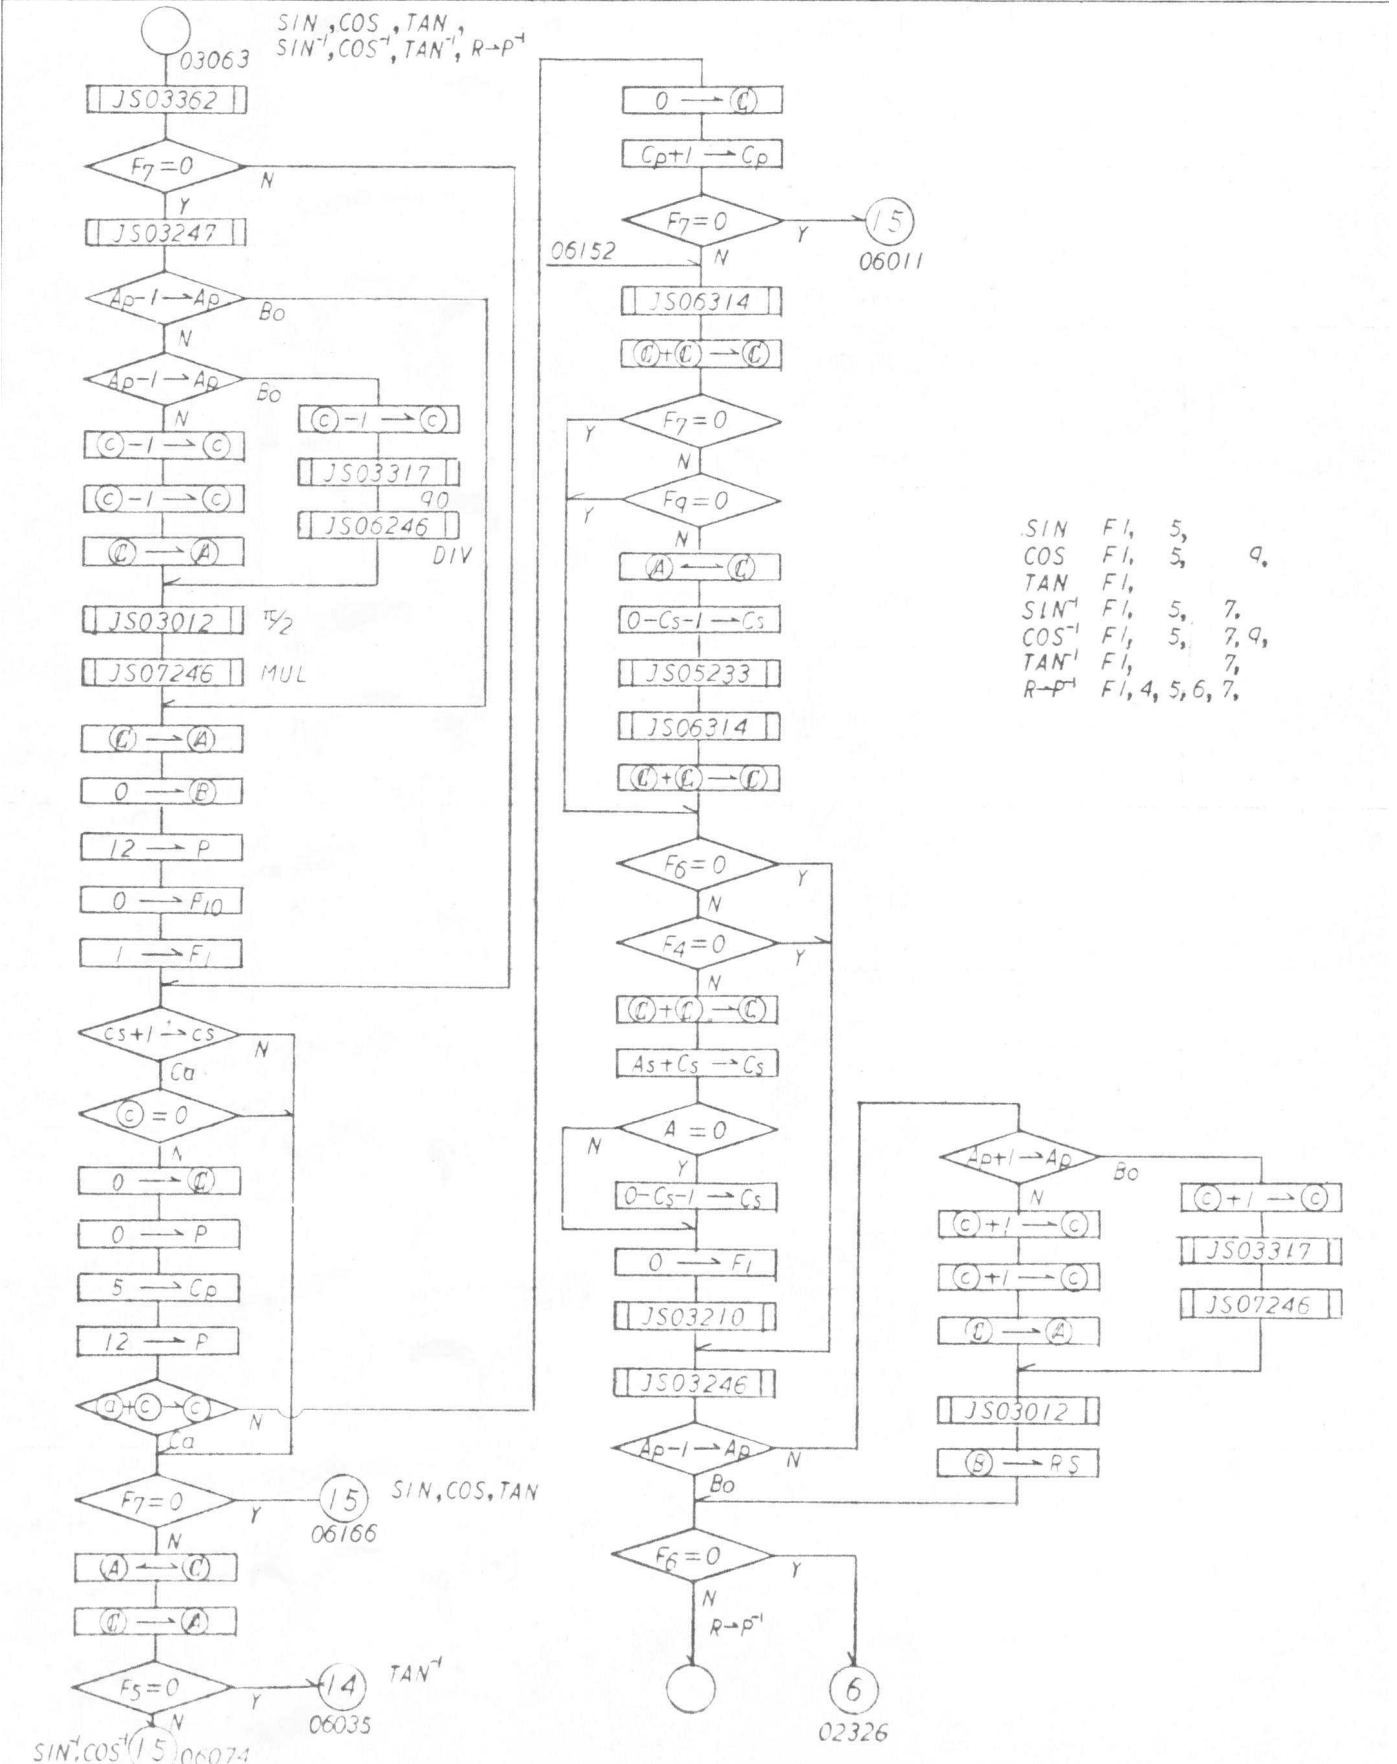 SIN, COS, TAN,
SIN⁻¹, COS⁻¹, TAN⁻¹, R→P⁻¹
03063
JS03362
F7=0
N
Y
JS03247
Ap-1→Ap
Bo
N
Ap-1→Ap
Bo
N
ⓒ-1→ⓒ
ⓒ-1→ⓒ
Ⓒ→Ⓐ
ⓒ-1→ⓒ
JS03317
90
JS06246
DIV
JS03012
π/2
JS07246
MUL
Ⓒ→Ⓐ
0→Ⓑ
12→P
0→F10
1→F1
Cs+1→Cs
N
Ca
ⓒ=0
N
0→Ⓒ
0→P
5→Cp
12→P
ⓐ+ⓒ→ⓒ
N
Ca
F7=0
Y
15
SIN, COS, TAN
06166
N
Ⓐ↔Ⓒ
Ⓒ→Ⓐ
F5=0
Y
14
TAN⁻¹
06035
N
SIN⁻¹, COS⁻¹
15
06074
0→Ⓒ
Cp+1→Cp
F7=0
Y
15
06011
N
06152
JS06314
Ⓒ+Ⓒ→Ⓒ
F7=0
Y
N
F9=0
Y
N
Ⓐ↔Ⓒ
0-Cs-1→Cs
JS05233
JS06314
Ⓒ+Ⓒ→Ⓒ
F6=0
Y
N
F4=0
Y
N
Ⓒ+Ⓒ→Ⓒ
As+Cs→Cs
A=0
N
Y
0-Cs-1→Cs
0→F1
JS03210
JS03246
Ap-1→Ap
N
Bo
F6=0
Y
N
R→P⁻¹
6
02326
SIN F1, 5,
COS F1, 5, 9,
TAN F1,
SIN⁻¹ F1, 5, 7,
COS⁻¹ F1, 5, 7, 9,
TAN⁻¹ F1, 7,
R→P⁻¹ F1, 4, 5, 6, 7,
Ap+1→Ap
Bo
N
ⓒ+1→ⓒ
ⓒ+1→ⓒ
Ⓒ→Ⓐ
ⓒ+1→ⓒ
JS03317
JS07246
JS03012
Ⓑ→RS